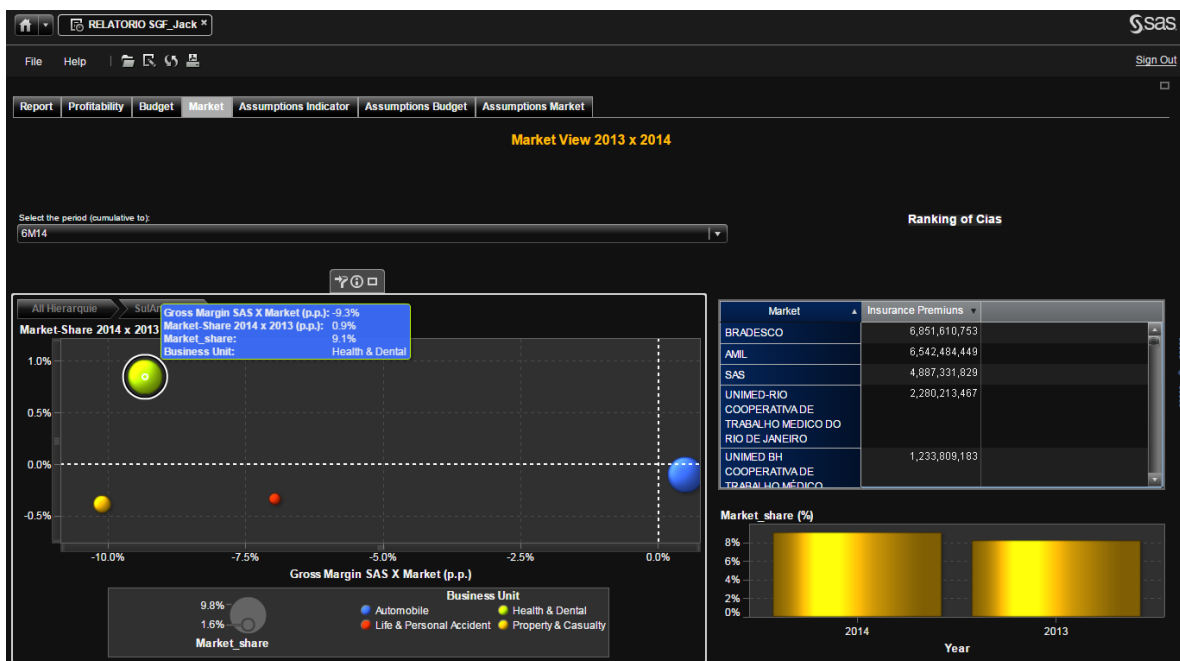 RELATORIO SGF_Jack ×
sas
File Help
Sign Out
Report Profitability Budget Market Assumptions Indicator Assumptions Budget Assumptions Market
Market View 2013 x 2014
Select the period (cumulative to):
6M14
Ranking of Cias
All Hierarquie
Gross Margin SAS X Market (p.p.): -9.3%
Market-Share 2014 x 2013 (p.p.): 0.9%
Market_share: 9.1%
Business Unit: Health & Dental
Market-Share 2014 x 2013
1.0%
0.5%
0.0%
-0.5%
-10.0% -7.5% -5.0% -2.5% 0.0%
Gross Margin SAS X Market (p.p.)
9.8%
1.6%
Market_share
Business Unit
Automobile Health & Dental
Life & Personal Accident Property & Casualty
Market Insurance Premiuns
BRADESCO 6,851,610,753
AMIL 6,542,484,449
SAS 4,887,331,829
UNIMED-RIO 2,280,213,467
COOPERATIVA DE
TRABALHO MEDICO DO
RIO DE JANEIRO
UNIMED BH 1,233,809,183
COOPERATIVA DE
TRABALHO MÉDICO
Market_share (%)
8%
6%
4%
2%
0%
2014 2013
Year